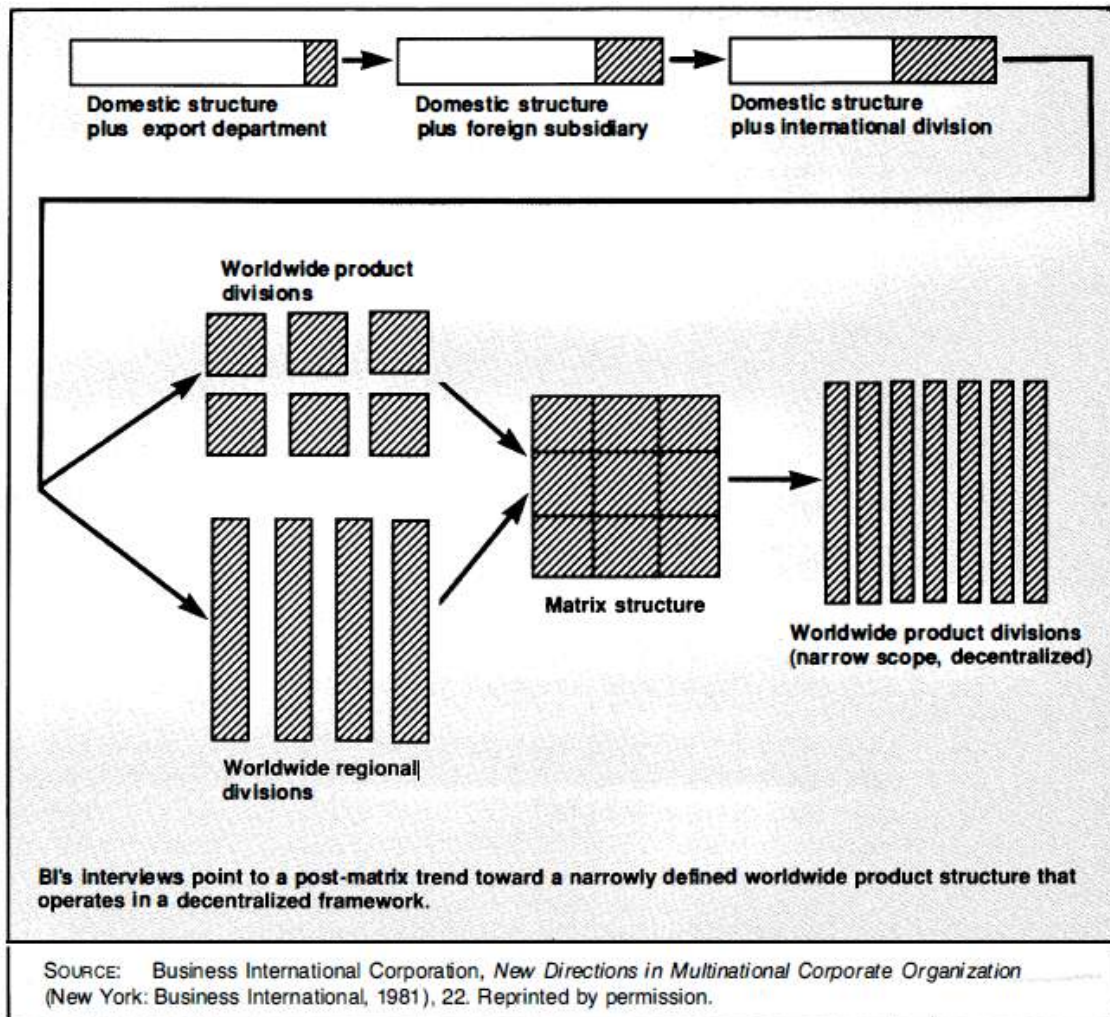 Domestic structure
plus export department
Domestic structure
plus foreign subsidiary
Domestic structure
plus international division
Worldwide product
divisions
Matrix structure
Worldwide product divisions
(narrow scope, decentralized)
Worldwide regional
divisions
BI's interviews point to a post-matrix trend toward a narrowly defined worldwide product structure that
operates in a decentralized framework.
SOURCE: Business International Corporation, New Directions in Multinational Corporate Organization
(New York: Business International, 1981), 22. Reprinted by permission.